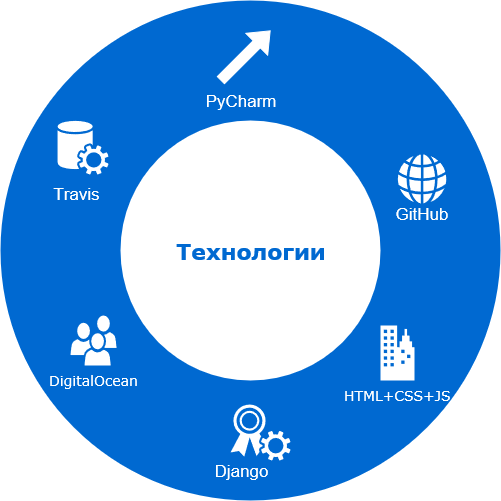 PyCharm
Travis
GitHub
Технологии
DigitalOcean
HTML+CSS+JS
Django